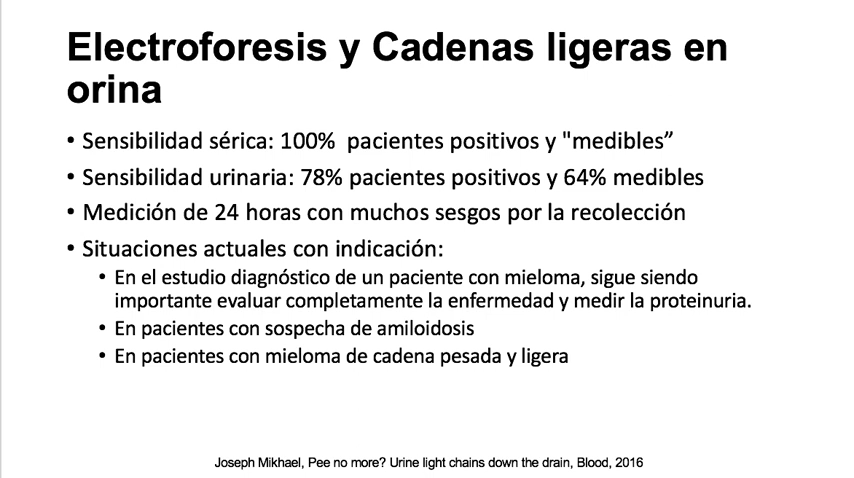 Electroforesis y Cadenas ligeras en
orina
• Sensibilidad sérica: 100% pacientes positivos y "medibles”
• Sensibilidad urinaria: 78% pacientes positivos y 64% medibles
• Medición de 24 horas con muchos sesgos por la recolección
• Situaciones actuales con indicación:
• En el estudio diagnóstico de un paciente con mieloma, sigue siendo
importante evaluar completamente la enfermedad y medir la proteinuria.
• En pacientes con sospecha de amiloidosis
• En pacientes con mieloma de cadena pesada y ligera
Joseph Mikhael, Pee no more? Urine light chains down the drain, Blood, 2016